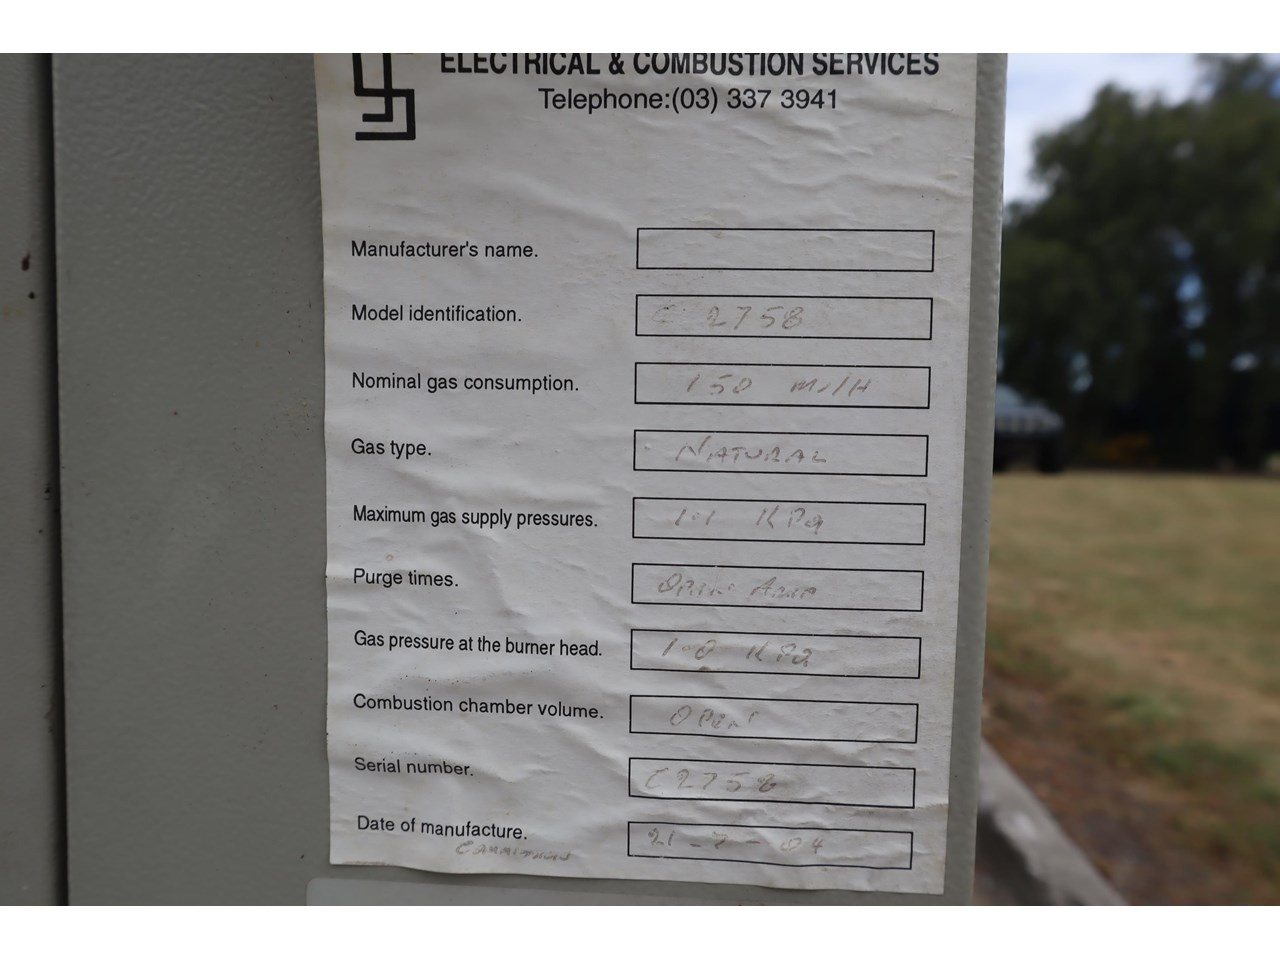 ELECTRICAL & COMBUSTION SERVICES
Telephone:(03) 337 3941
Manufacturer's name.
Model identification. C 2758
Nominal gas consumption. 150 MJ/H
Gas type. NATURAL
Maximum gas supply pressures. 1.1 KPa
Purge times. OPEN
Gas pressure at the burner head. 1.0 KPa
Combustion chamber volume. OPEN
Serial number. C2758
Date of manufacture. 21-7-04